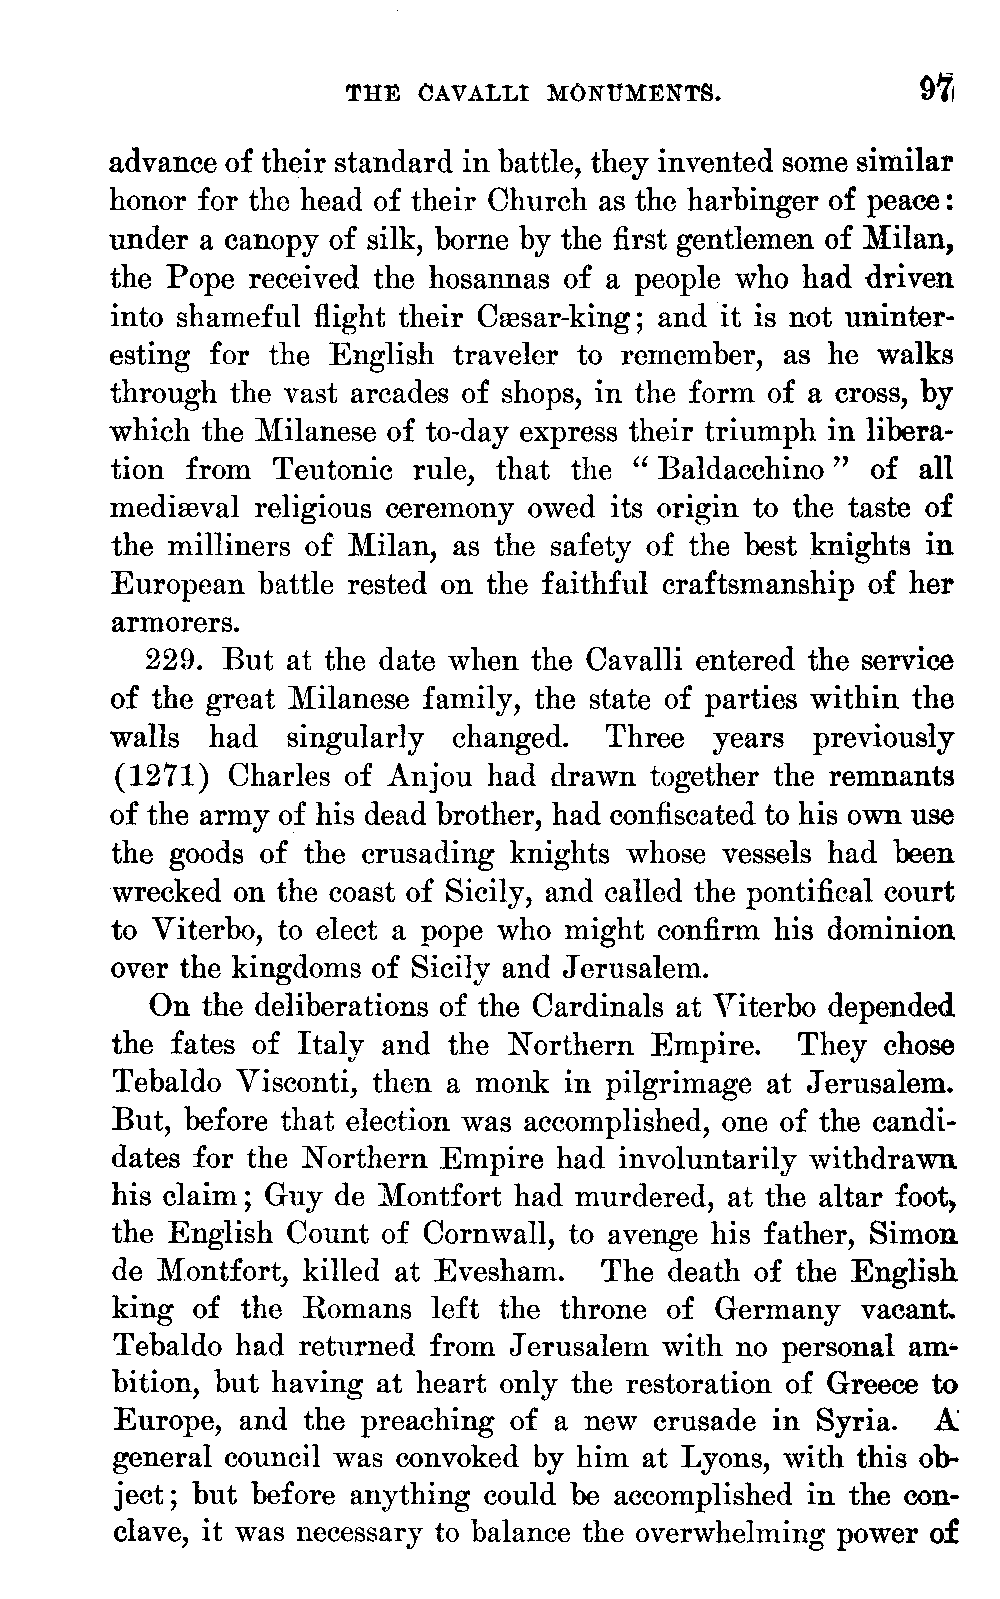 THE CAVALLI MONUMENTS. 97
advance of their standard in battle, they invented some similar
honor for the head of their Church as the harbinger of peace:
under a canopy of silk, borne by the first gentlemen of Milan,
the Pope received the hosannas of a people who had driven
into shameful flight their Cæsar-king; and it is not uninter-
esting for the English traveler to remember, as he walks
through the vast arcades of shops, in the form of a cross, by
which the Milanese of to-day express their triumph in libera-
tion from Teutonic rule, that the “Baldacchino” of all
mediæval religious ceremony owed its origin to the taste of
the milliners of Milan, as the safety of the best knights in
European battle rested on the faithful craftsmanship of her
armorers.
229. But at the date when the Cavalli entered the service
of the great Milanese family, the state of parties within the
walls had singularly changed. Three years previously
(1271) Charles of Anjou had drawn together the remnants
of the army of his dead brother, had confiscated to his own use
the goods of the crusading knights whose vessels had been
wrecked on the coast of Sicily, and called the pontifical court
to Viterbo, to elect a pope who might confirm his dominion
over the kingdoms of Sicily and Jerusalem.
On the deliberations of the Cardinals at Viterbo depended
the fates of Italy and the Northern Empire. They chose
Tebaldo Visconti, then a monk in pilgrimage at Jerusalem.
But, before that election was accomplished, one of the candi-
dates for the Northern Empire had involuntarily withdrawn
his claim; Guy de Montfort had murdered, at the altar foot,
the English Count of Cornwall, to avenge his father, Simon
de Montfort, killed at Evesham. The death of the English
king of the Romans left the throne of Germany vacant.
Tebaldo had returned from Jerusalem with no personal am-
bition, but having at heart only the restoration of Greece to
Europe, and the preaching of a new crusade in Syria. A
general council was convoked by him at Lyons, with this ob-
ject; but before anything could be accomplished in the con-
clave, it was necessary to balance the overwhelming power of